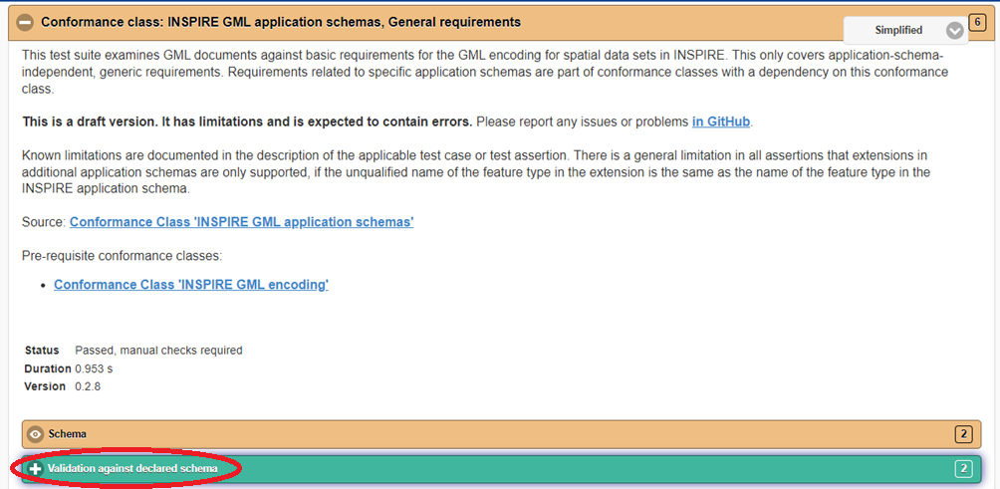 Conformance class: INSPIRE GML application schemas, General requirements
Simplified
6
This test suite examines GML documents against basic requirements for the GML encoding for spatial data sets in INSPIRE. This only covers application-schema-
independent, generic requirements. Requirements related to specific application schemas are part of conformance classes with a dependency on this conformance
class.
This is a draft version. It has limitations and is expected to contain errors. Please report any issues or problems in GitHub.
Known limitations are documented in the description of the applicable test case or test assertion. There is a general limitation in all assertions that extensions in
additional application schemas are only supported, if the unqualified name of the feature type in the extension is the same as the name of the feature type in the
INSPIRE application schema.
Source: Conformance Class 'INSPIRE GML application schemas'
Pre-requisite conformance classes:
• Conformance Class 'INSPIRE GML encoding'
Status Passed, manual checks required
Duration 0.953 s
Version 0.2.8
Schema 2
Validation against declared schema 2